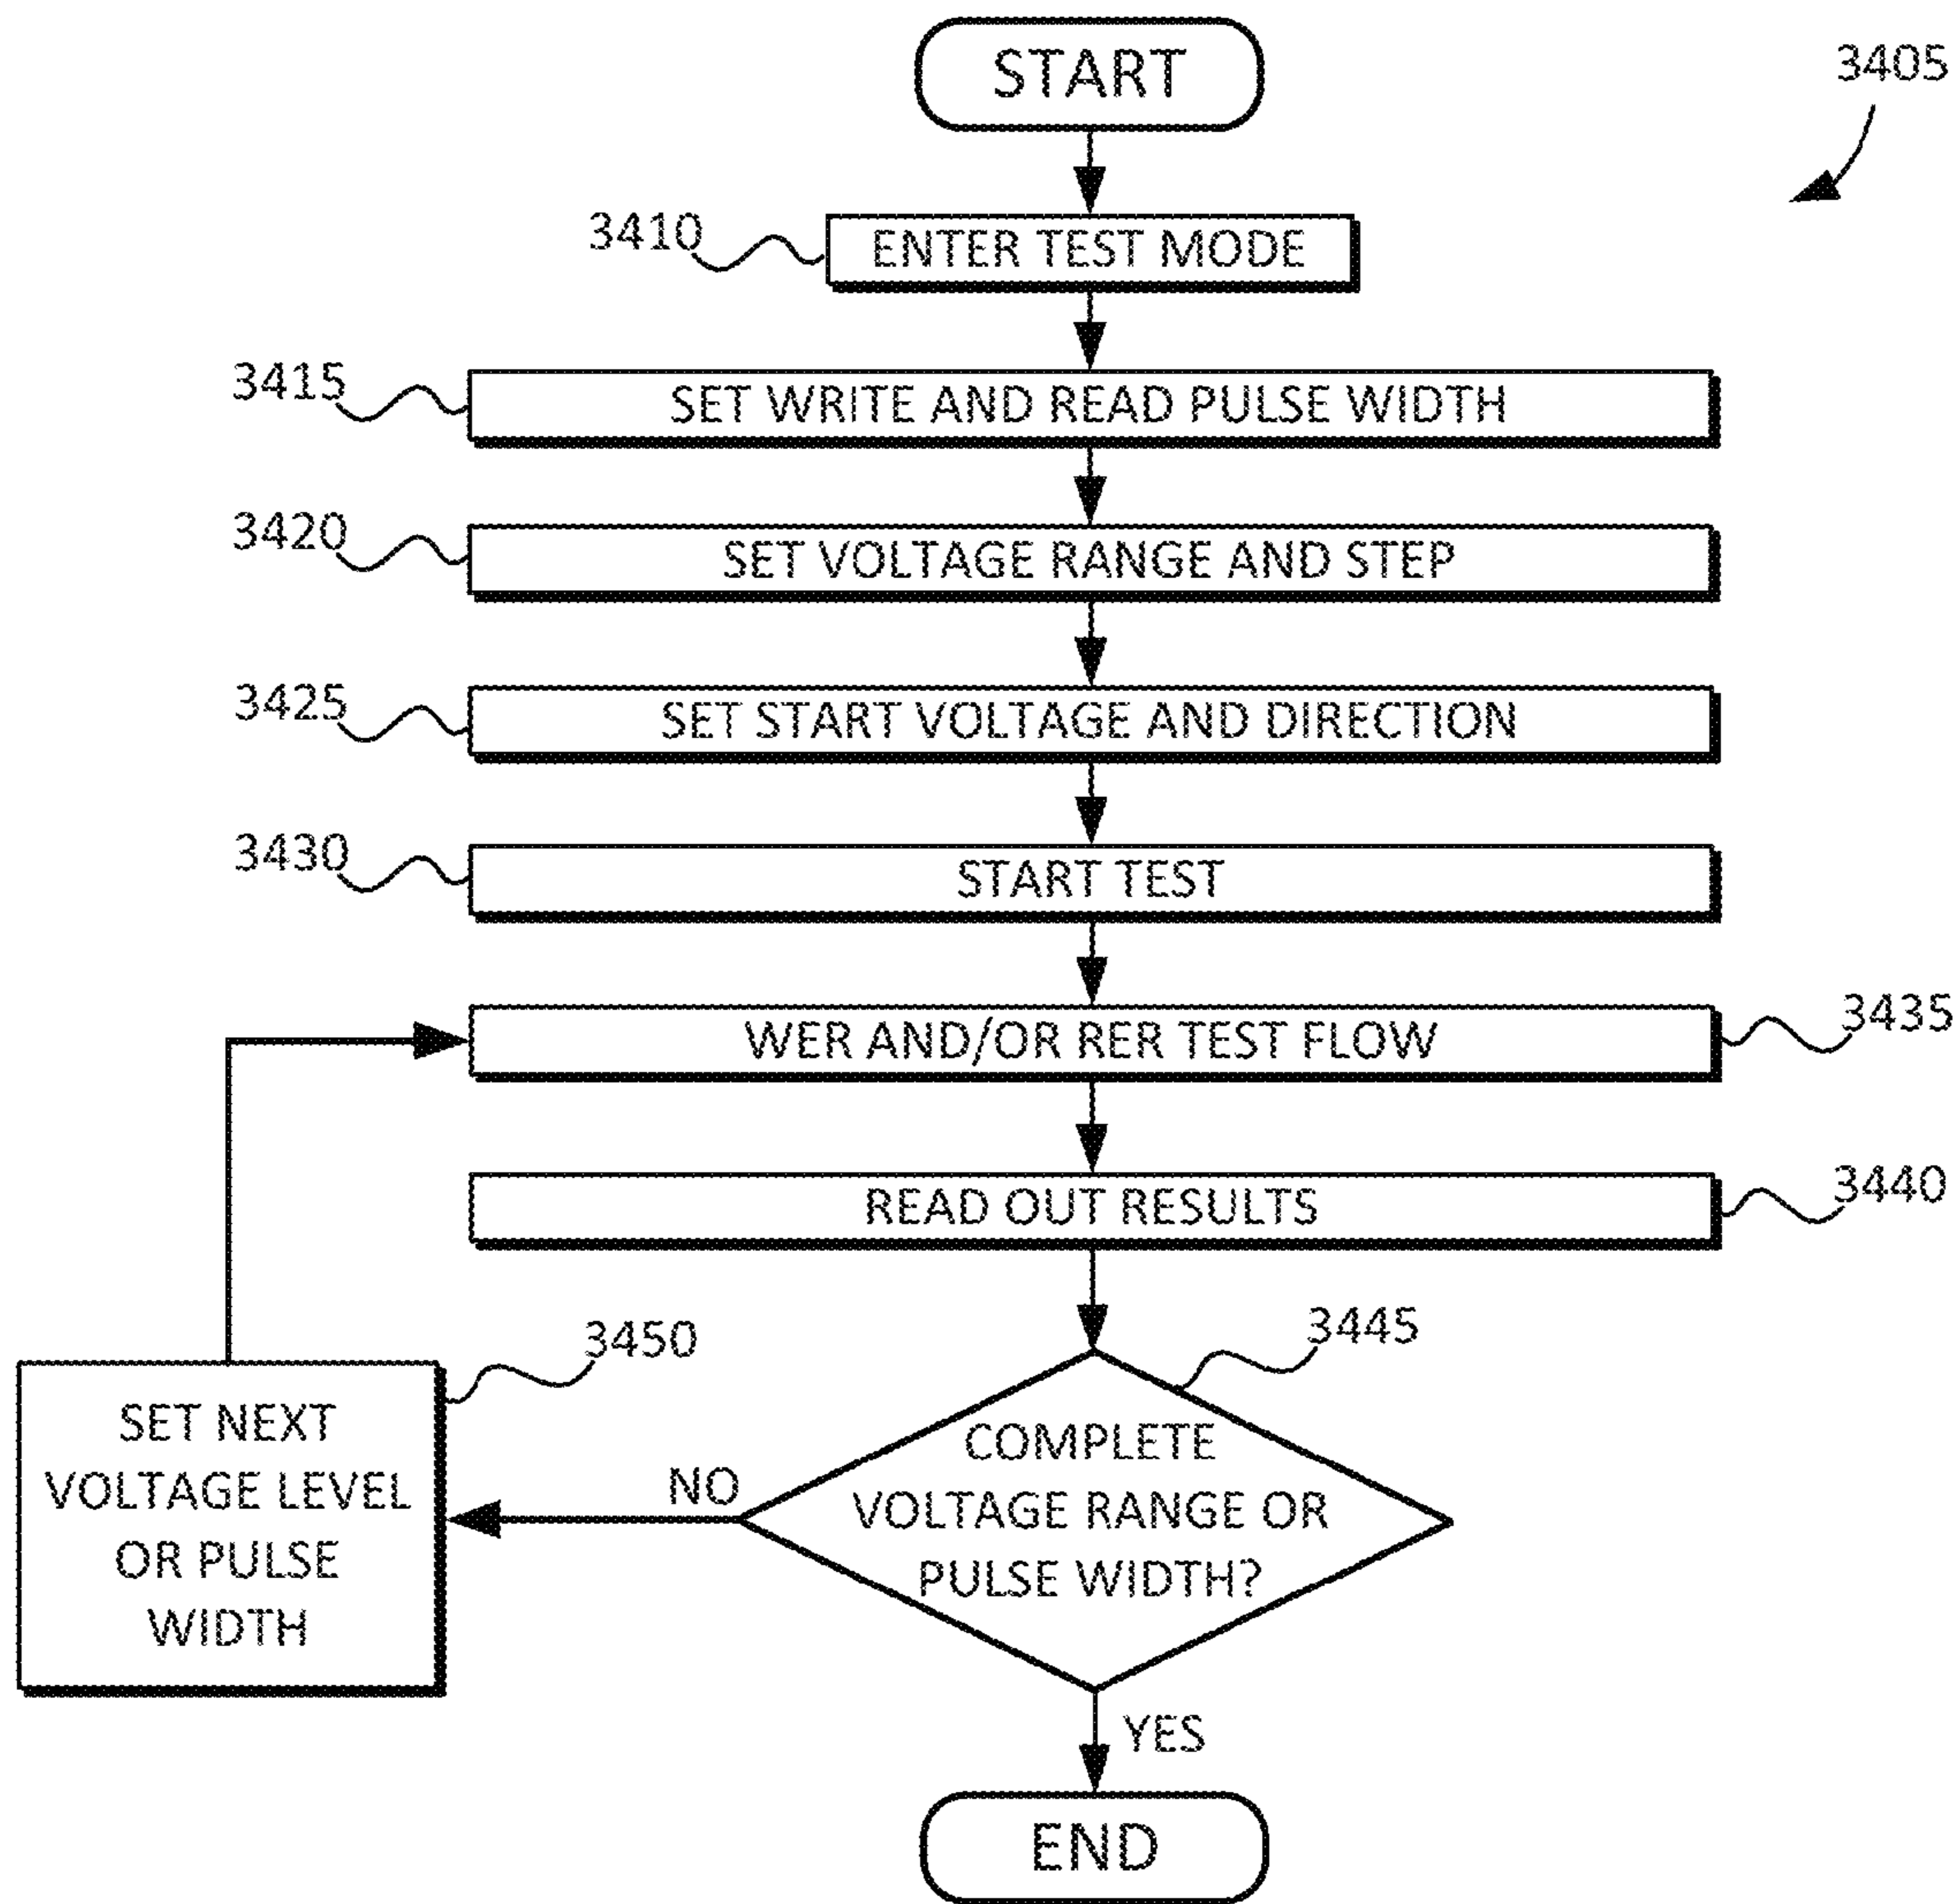 START
3405
3410
ENTER TEST MODE
3415
SET WRITE AND READ PULSE WIDTH
3420
SET VOLTAGE RANGE AND STEP
3425
SET START VOLTAGE AND DIRECTION
3430
START TEST
WER AND/OR RER TEST FLOW
3435
READ OUT RESULTS
3440
3445
COMPLETE
VOLTAGE RANGE OR
PULSE WIDTH?
NO
3450
SET NEXT
VOLTAGE LEVEL
OR PULSE
WIDTH
YES
END